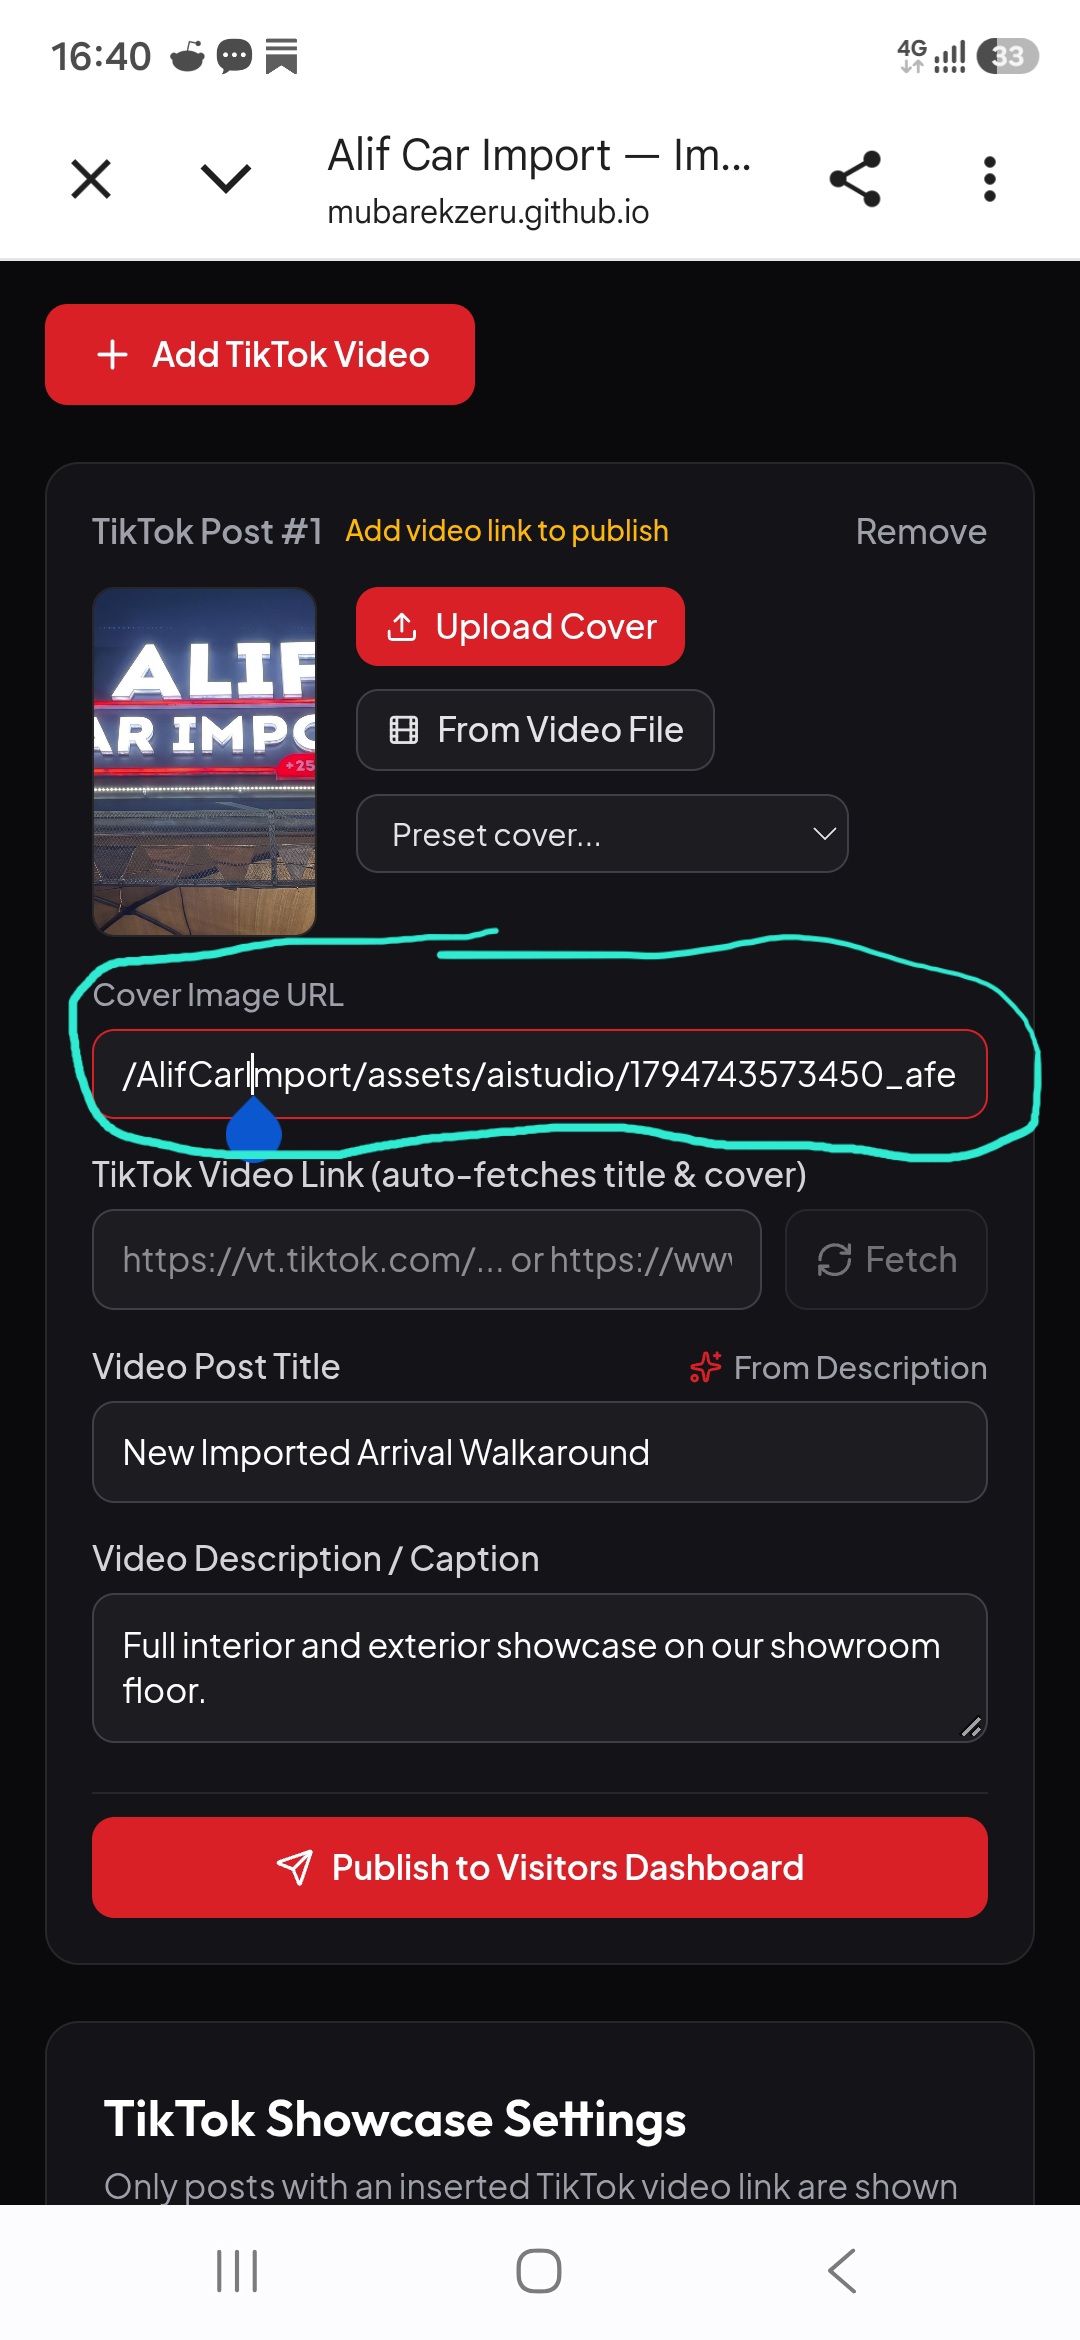 16:40
4G
33
Alif Car Import — Im...
mubarekzeru.github.io
Add TikTok Video
TikTok Post #1 Add video link to publish Remove
ALIF
AR IMPO
+25
Upload Cover
From Video File
Preset cover...
Cover Image URL
/AlifCarImport/assets/aistudio/1794743573450_afe
TikTok Video Link (auto-fetches title & cover)
https://vt.tiktok.com/... or https://ww
Fetch
Video Post Title
From Description
New Imported Arrival Walkaround
Video Description / Caption
Full interior and exterior showcase on our showroom
floor.
Publish to Visitors Dashboard
TikTok Showcase Settings
Only posts with an inserted TikTok video link are shown